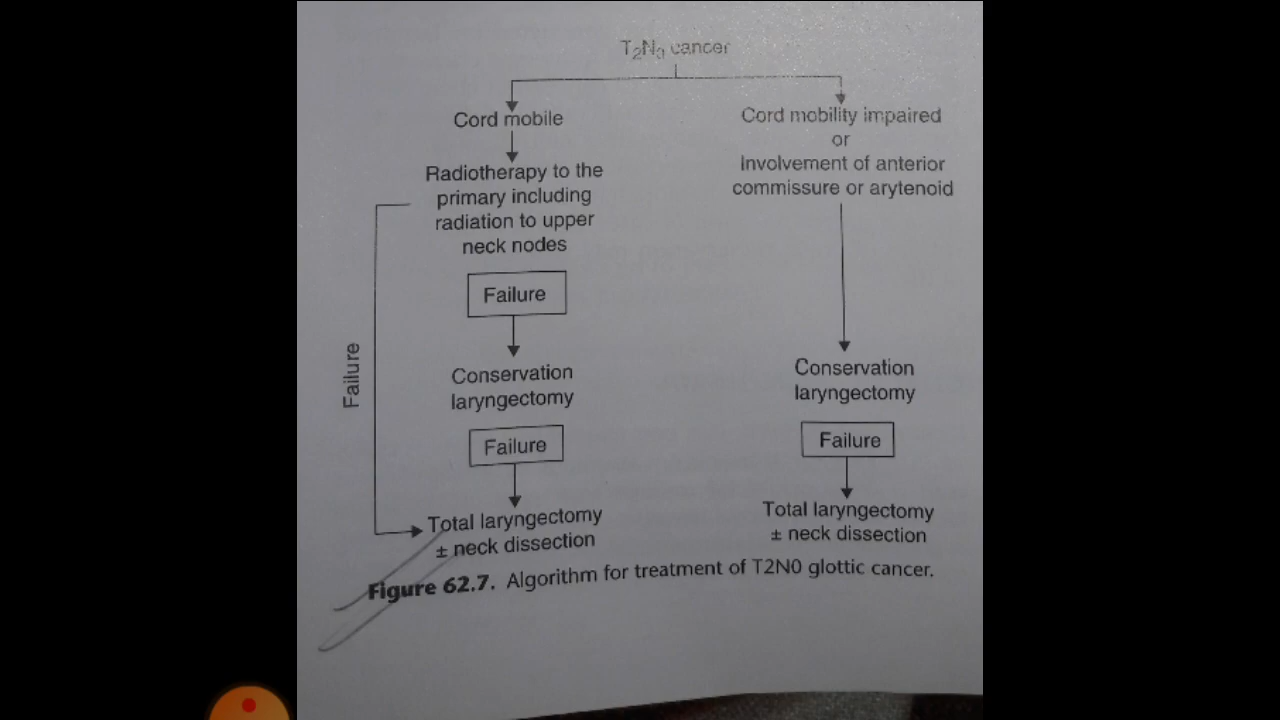 T2N0 cancer
Cord mobile
Radiotherapy to the
primary including
radiation to upper
neck nodes
Failure
Failure
Conservation
laryngectomy
Failure
Total laryngectomy
± neck dissection
Cord mobility impaired
or
Involvement of anterior
commissure or arytenoid
Conservation
laryngectomy
Failure
Total laryngectomy
± neck dissection
Figure 62.7. Algorithm for treatment of T2N0 glottic cancer.